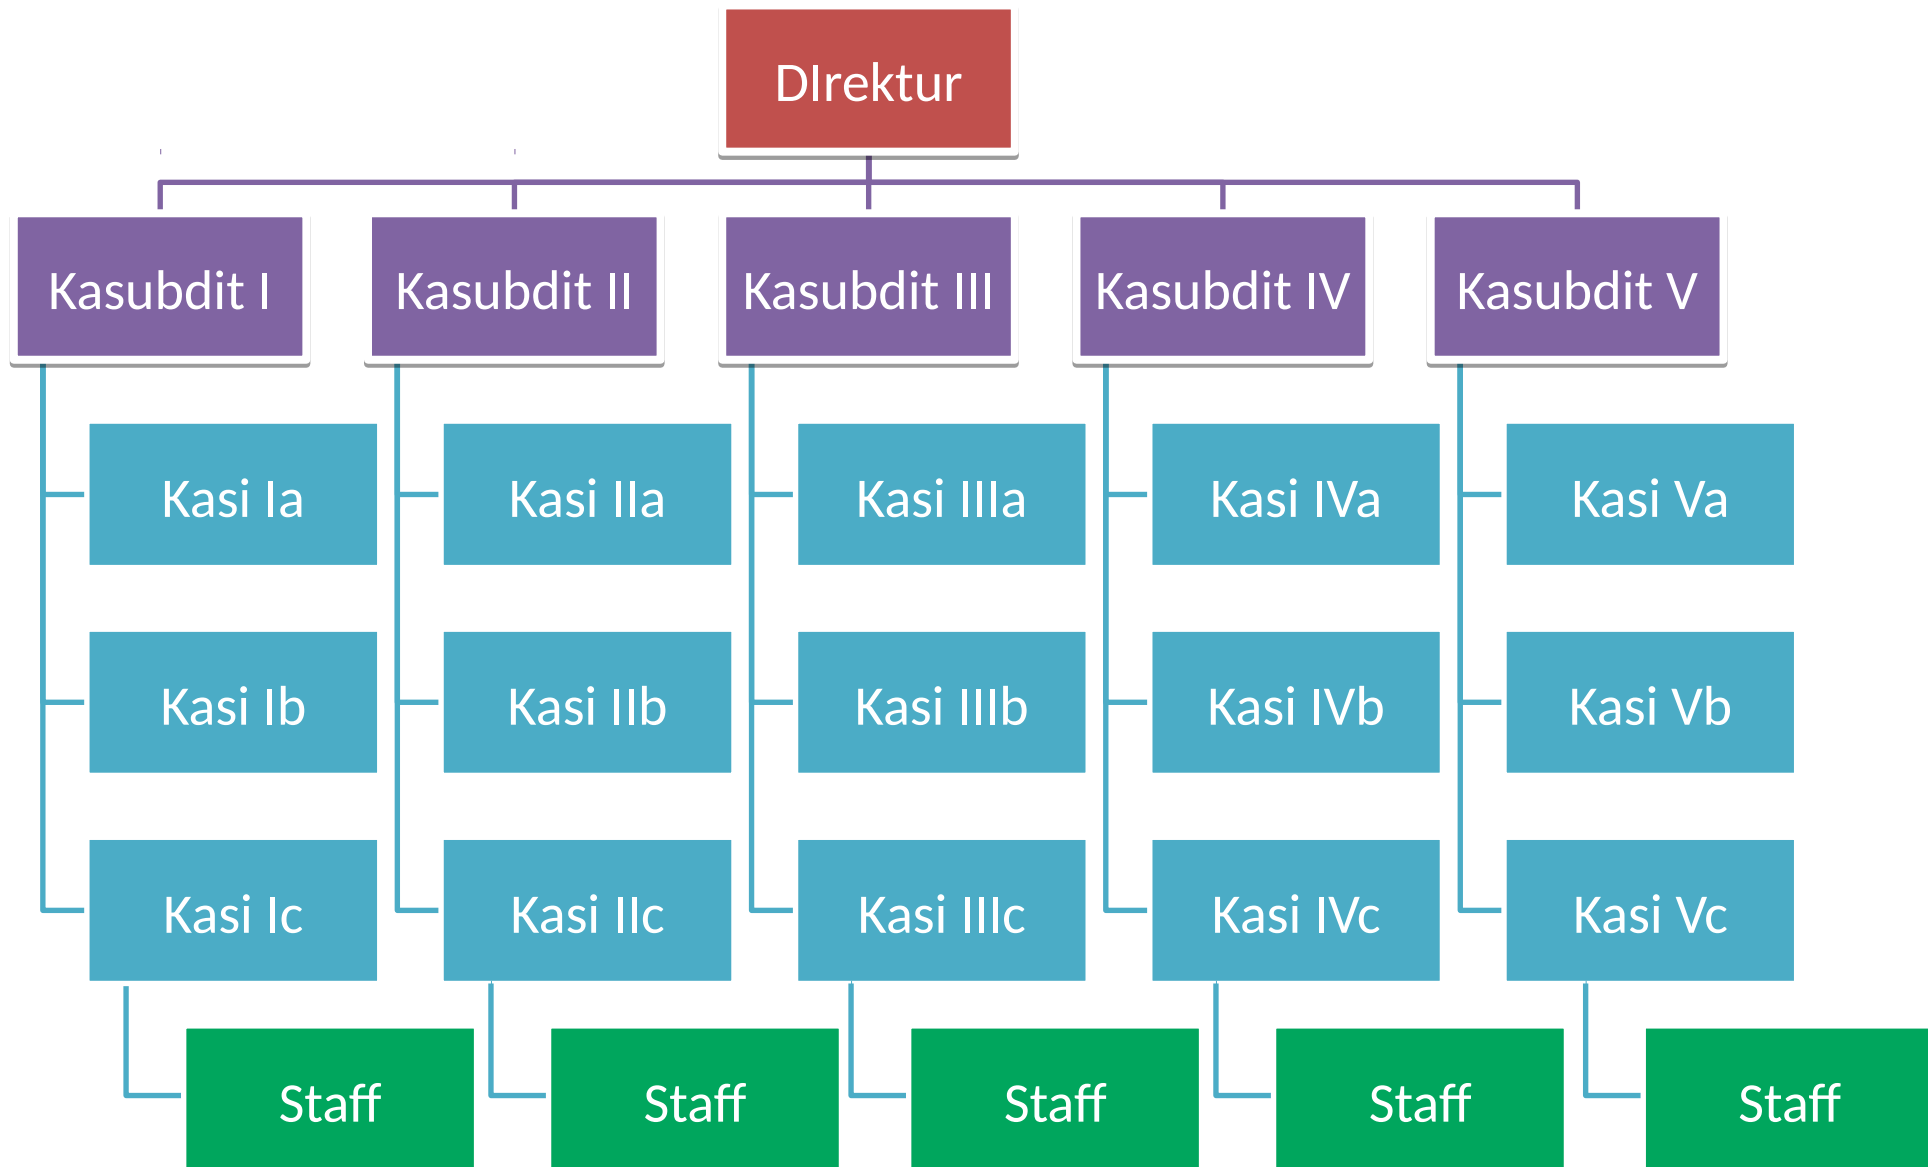 DIrektur
Kasubdit I
Kasubdit II
Kasubdit III
Kasubdit IV
Kasubdit V
Kasi Ia
Kasi IIa
Kasi IIIa
Kasi IVa
Kasi Va
Kasi Ib
Kasi IIb
Kasi IIIb
Kasi IVb
Kasi Vb
Kasi Ic
Kasi IIc
Kasi IIIc
Kasi IVc
Kasi Vc
Staff
Staff
Staff
Staff
Staff